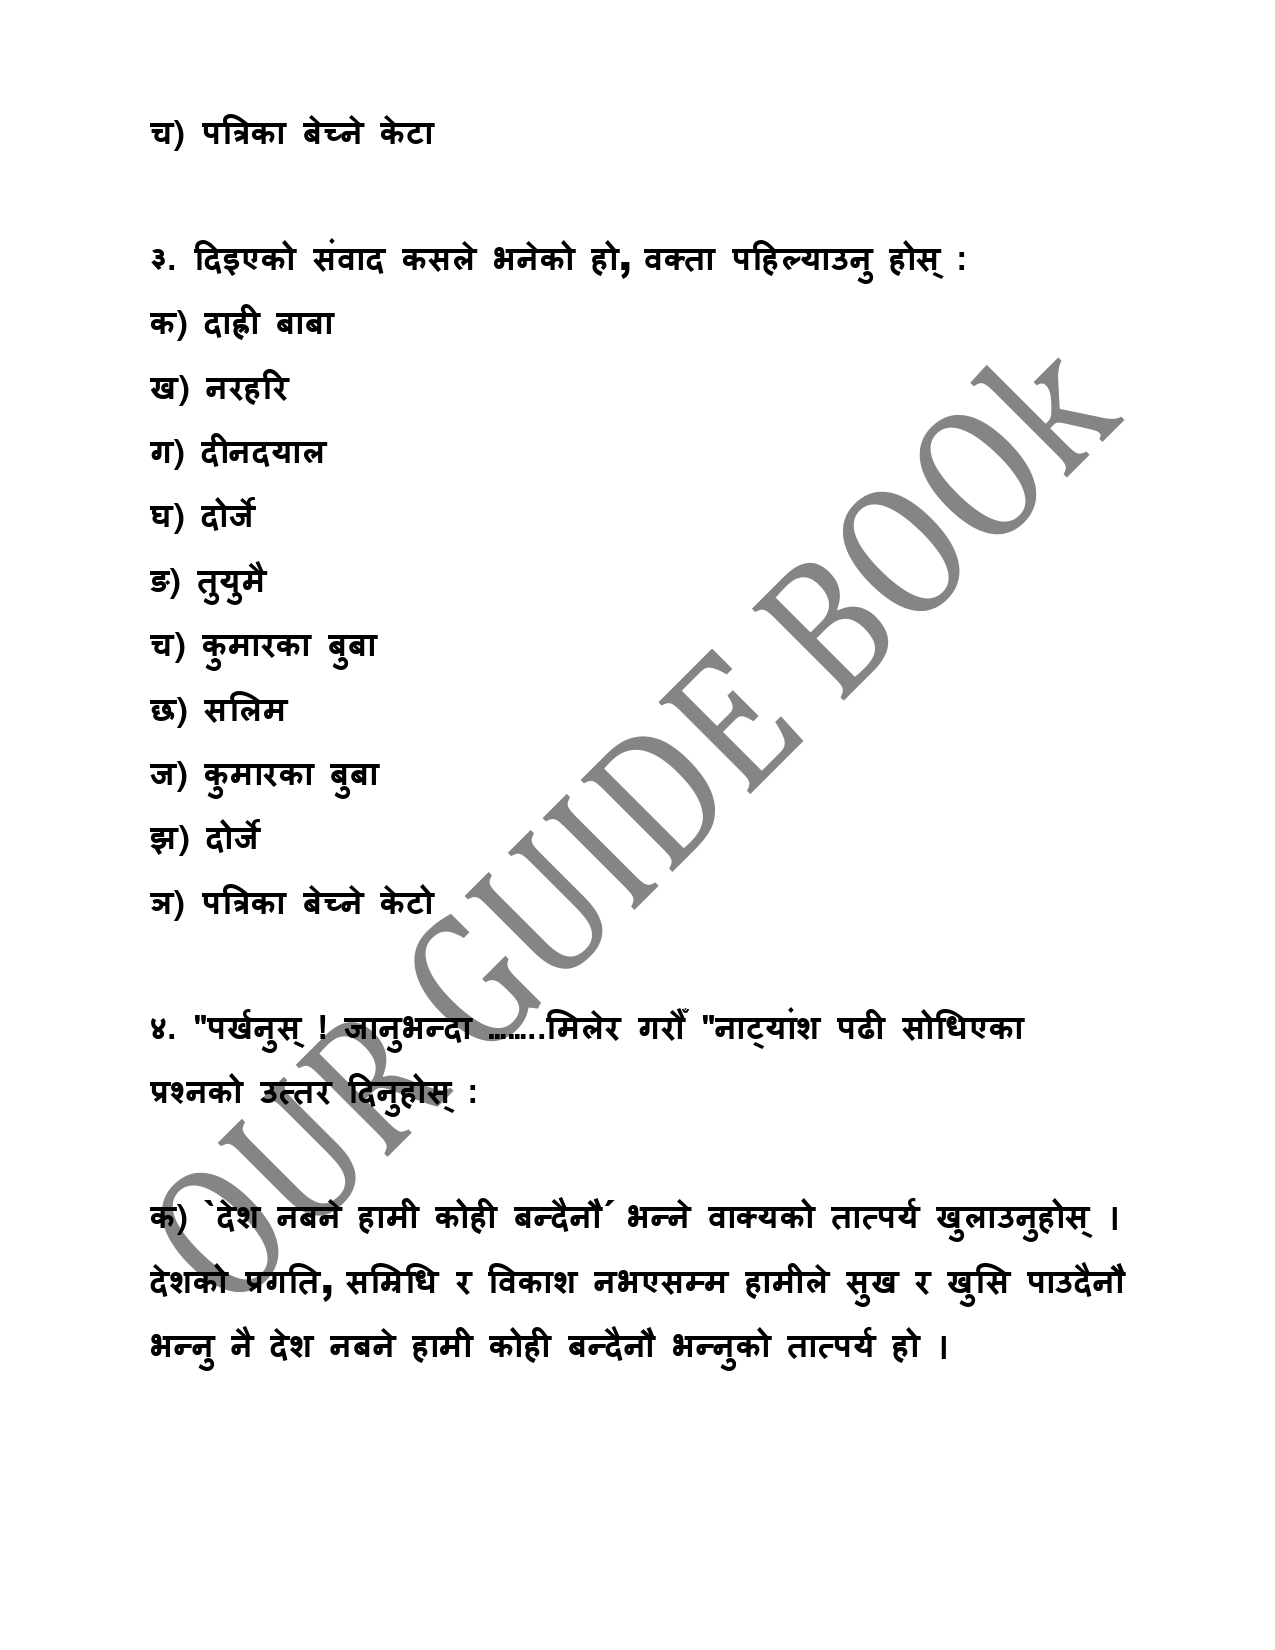 च) पत्रिका बेच्ने केटा
३. दिइएको संवाद कसले भनेको हो, वक्ता पहिल्याउनु होस् :
क) दाह्री बाबा
ख) नरहरि
ग) दीनदयाल
घ) दोर्जे
ङ) तुयुमै
च) कुमारका बुबा
छ) सलिम
ज) कुमारका बुबा
झ) दोर्जे
ञ) पत्रिका बेच्ने केटो
४. "पर्खनुस् ! जानुभन्दा ……..मिलेर गरौँ "नाट्यांश पढी सोधिएका
प्रश्नको उत्तर दिनुहोस् :
क) `देश नबने हामी कोही बन्दैनौ´ भन्ने वाक्यको तात्पर्य खुलाउनुहोस् ।
देशको प्रगति, सम्रिधि र विकाश नभएसम्म हामीले सुख र खुसि पाउदैनौ
भन्नु नै देश नबने हामी कोही बन्दैनौ भन्नुको तात्पर्य हो ।
OUR GUIDE BOOk